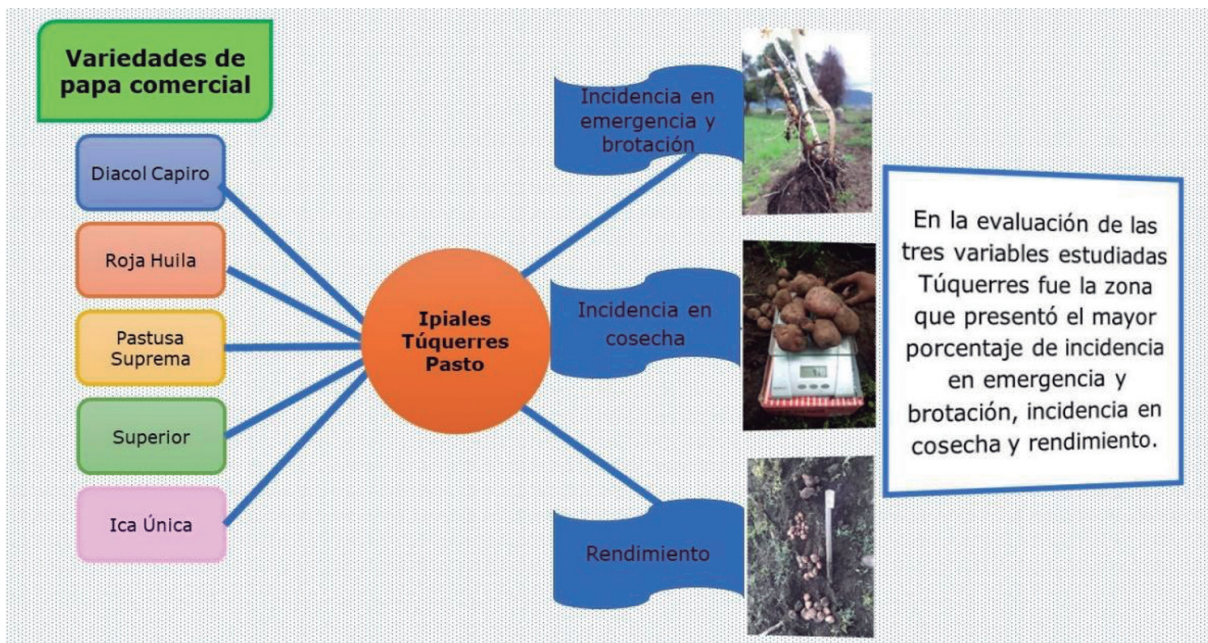 Variedades de
papa comercial
Diacol Capiro
Roja Huila
Pastusa
Suprema
Superior
Ica Única
Ipiales
Túquerres
Pasto
Incidencia en
emergencia y
brotación
Incidencia en
cosecha
Rendimiento
En la evaluación de las
tres variables estudiadas
Túquerres fue la zona
que presentó el mayor
porcentaje de incidencia
en emergencia y
brotación, incidencia en
cosecha y rendimiento.